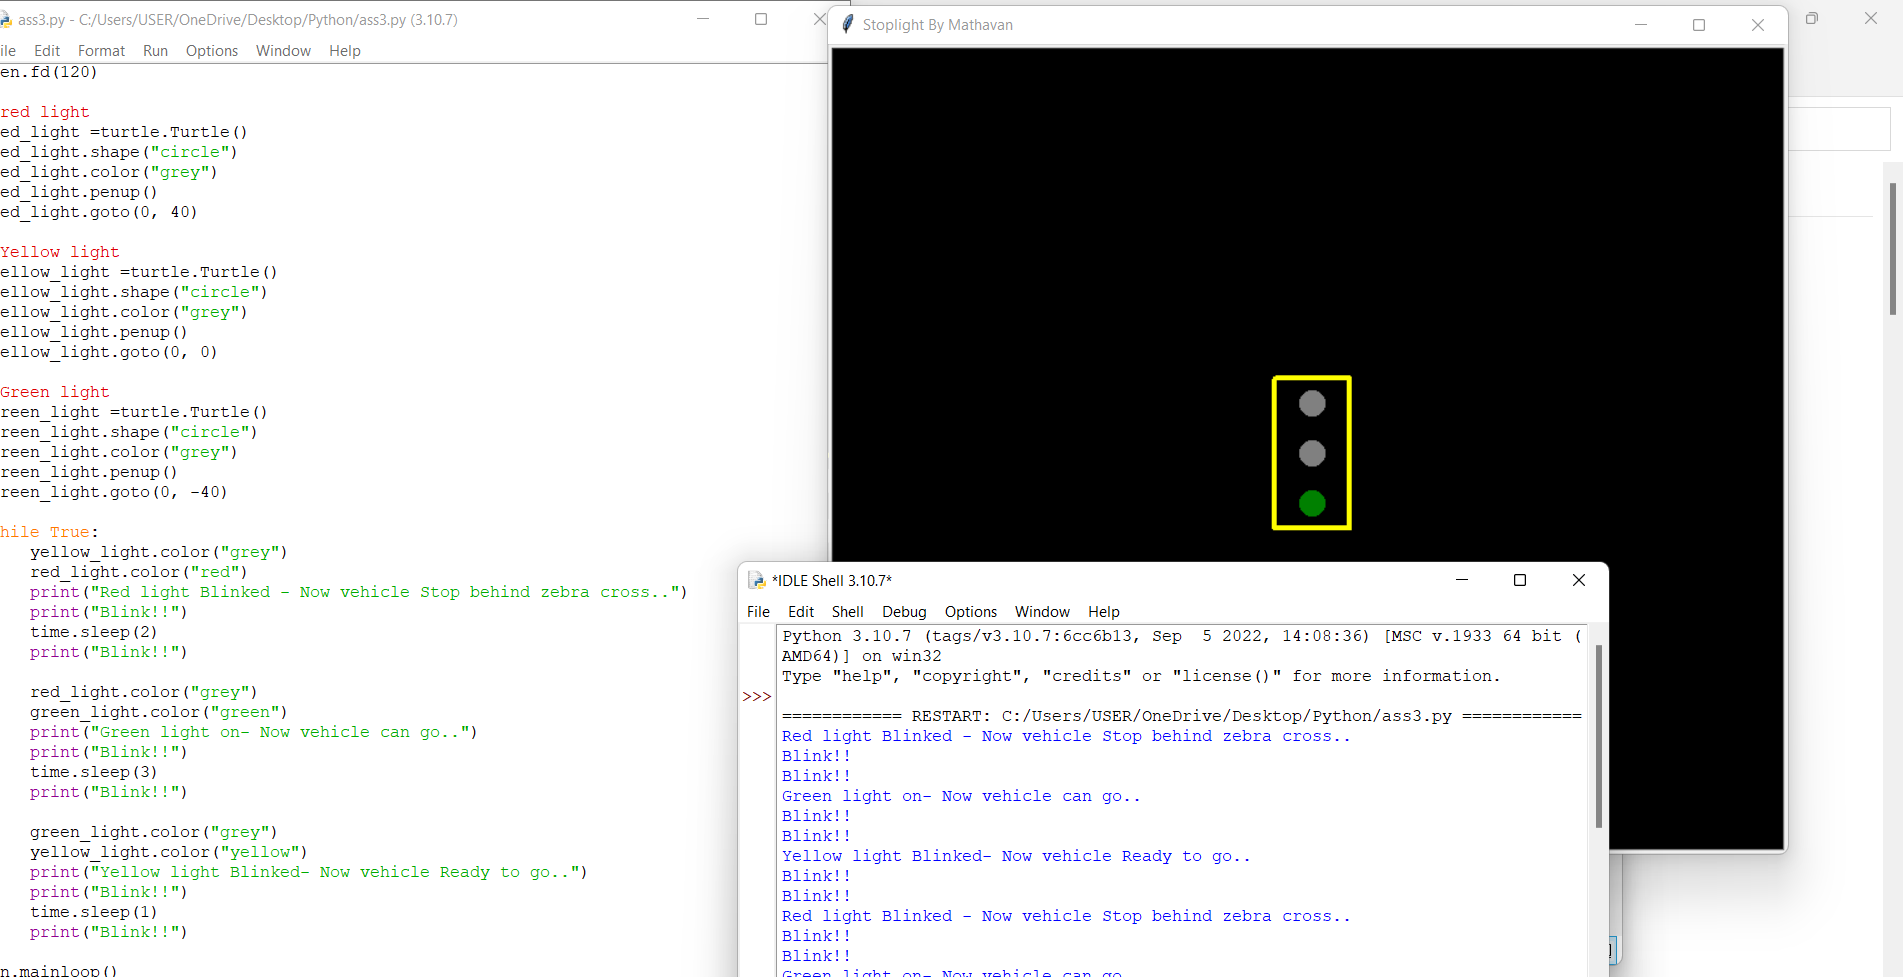 ass3.py - C:/Users/USER/OneDrive/Desktop/Python/ass3.py (3.10.7)
ile Edit Format Run Options Window Help
en.fd(120)
red light
ed_light =turtle.Turtle()
ed_light.shape("circle")
ed_light.color("grey")
ed_light.penup()
ed_light.goto(0, 40)
Yellow light
ellow_light =turtle.Turtle()
ellow_light.shape("circle")
ellow_light.color("grey")
ellow_light.penup()
ellow_light.goto(0, 0)
Green light
reen_light =turtle.Turtle()
reen_light.shape("circle")
reen_light.color("grey")
reen_light.penup()
reen_light.goto(0, -40)
hile True:
yellow_light.color("grey")
red_light.color("red")
print("Red light Blinked - Now vehicle Stop behind zebra cross..")
print("Blink!!")
time.sleep(2)
print("Blink!!")
red_light.color("grey")
green_light.color("green")
print("Green light on- Now vehicle can go..")
print("Blink!!")
time.sleep(3)
print("Blink!!")
green_light.color("grey")
yellow_light.color("yellow")
print("Yellow light Blinked- Now vehicle Ready to go..")
print("Blink!!")
time.sleep(1)
print("Blink!!")
n.mainloop()
Stoplight By Mathavan
*IDLE Shell 3.10.7*
File Edit Shell Debug Options Window Help
Python 3.10.7 (tags/v3.10.7:6cc6b13, Sep  5 2022, 14:08:36) [MSC v.1933 64 bit (
AMD64)] on win32
Type "help", "copyright", "credits" or "license()" for more information.
>>>
============ RESTART: C:/Users/USER/OneDrive/Desktop/Python/ass3.py ============
Red light Blinked - Now vehicle Stop behind zebra cross..
Blink!!
Blink!!
Green light on- Now vehicle can go..
Blink!!
Blink!!
Yellow light Blinked- Now vehicle Ready to go..
Blink!!
Blink!!
Red light Blinked - Now vehicle Stop behind zebra cross..
Blink!!
Blink!!
Green light on- Now vehicle can go